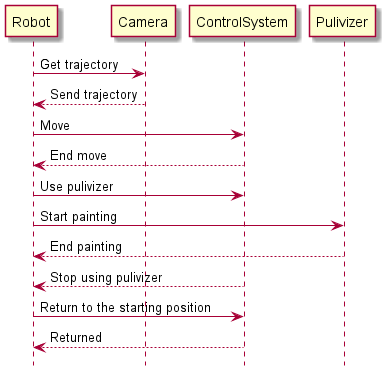 Robot Camera ControlSystem Pulivizer
Get trajectory
Send trajectory
Move
End move
Use pulivizer
Start painting
End painting
Stop using pulivizer
Return to the starting position
Returned